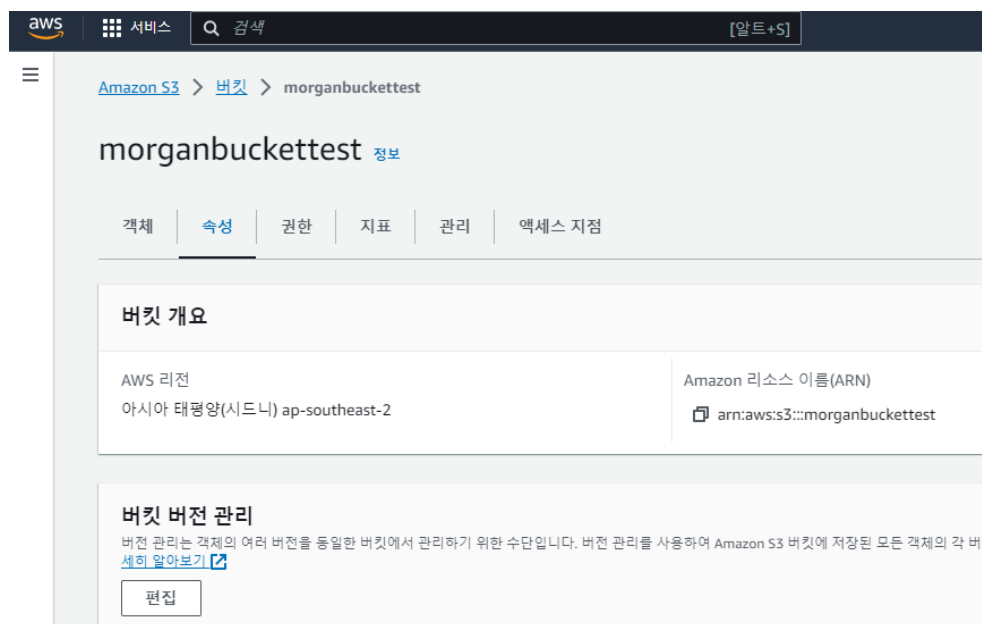 aws 서비스 검색 [알트+S]
Amazon S3 > 버킷 > morganbuckettest
morganbuckettest 정보
객체 속성 권한 지표 관리 액세스 지점
버킷 개요
AWS 리전
아시아 태평양(시드니) ap-southeast-2
Amazon 리소스 이름(ARN)
arn:aws:s3:::morganbuckettest
버킷 버전 관리
버전 관리는 객체의 여러 버전을 동일한 버킷에서 관리하기 위한 수단입니다. 버전 관리를 사용하여 Amazon S3 버킷에 저장된 모든 객체의 각 버
세히 알아보기
편집